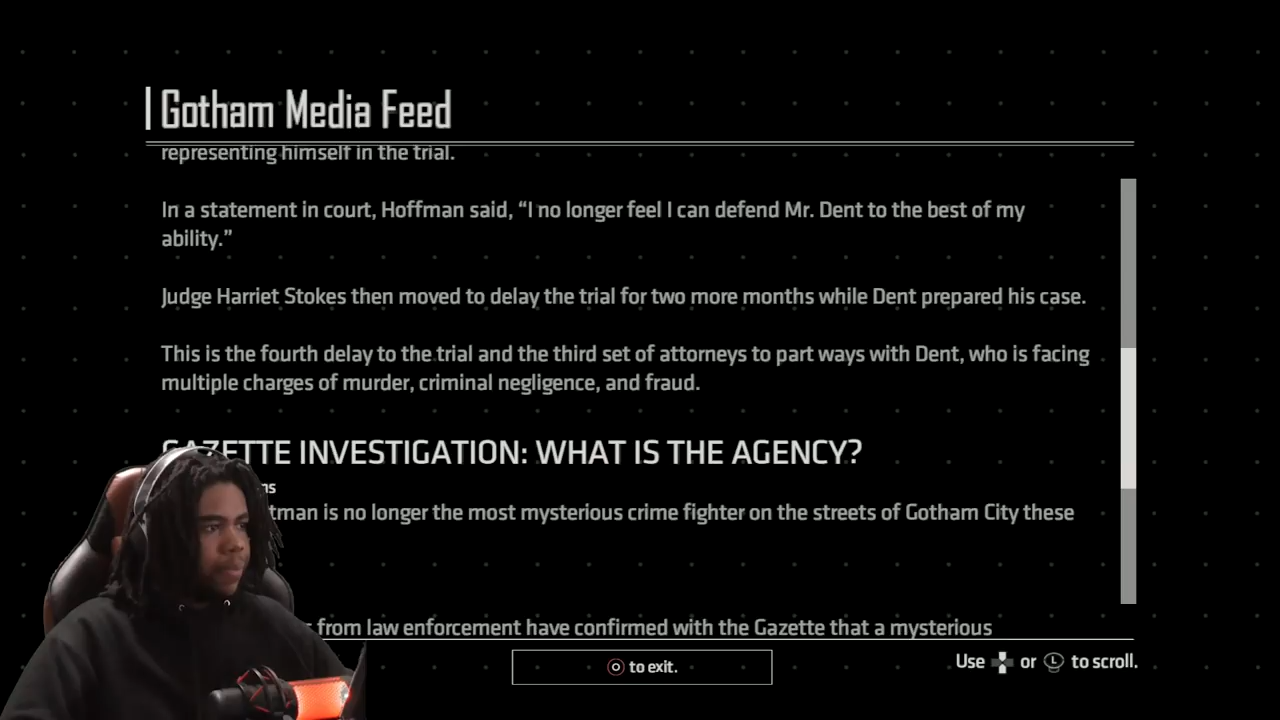 Gotham Media Feed
representing himself in the trial.
In a statement in court, Hoffman said, “I no longer feel I can defend Mr. Dent to the best of my
ability.”
Judge Harriet Stokes then moved to delay the trial for two more months while Dent prepared his case.
This is the fourth delay to the trial and the third set of attorneys to part ways with Dent, who is facing
multiple charges of murder, criminal negligence, and fraud.
GAZETTE INVESTIGATION: WHAT IS THE AGENCY?
is no longer the most mysterious crime fighter on the streets of Gotham City these
from law enforcement have confirmed with the Gazette that a mysterious
O to exit.
Use or L to scroll.